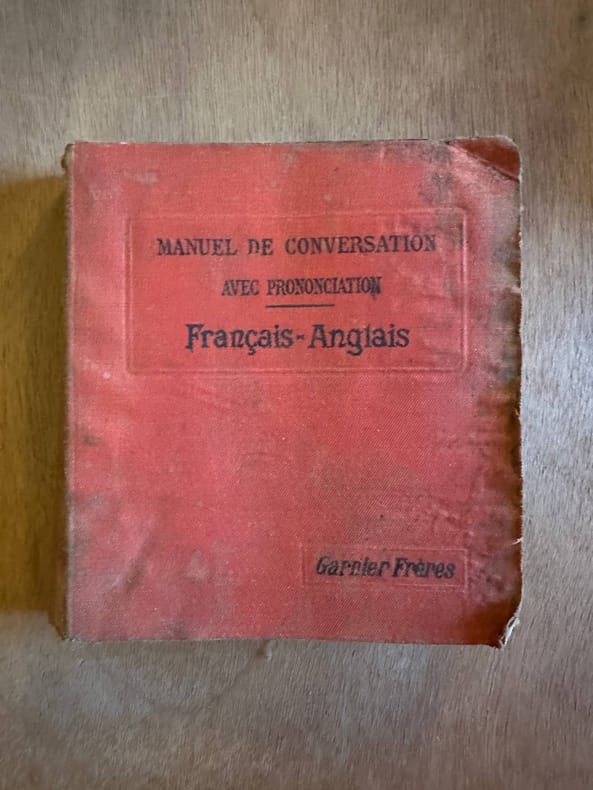 MANUEL DE CONVERSATION
AVEC PRONONCIATION
Français-Anglais
Garnier Frères